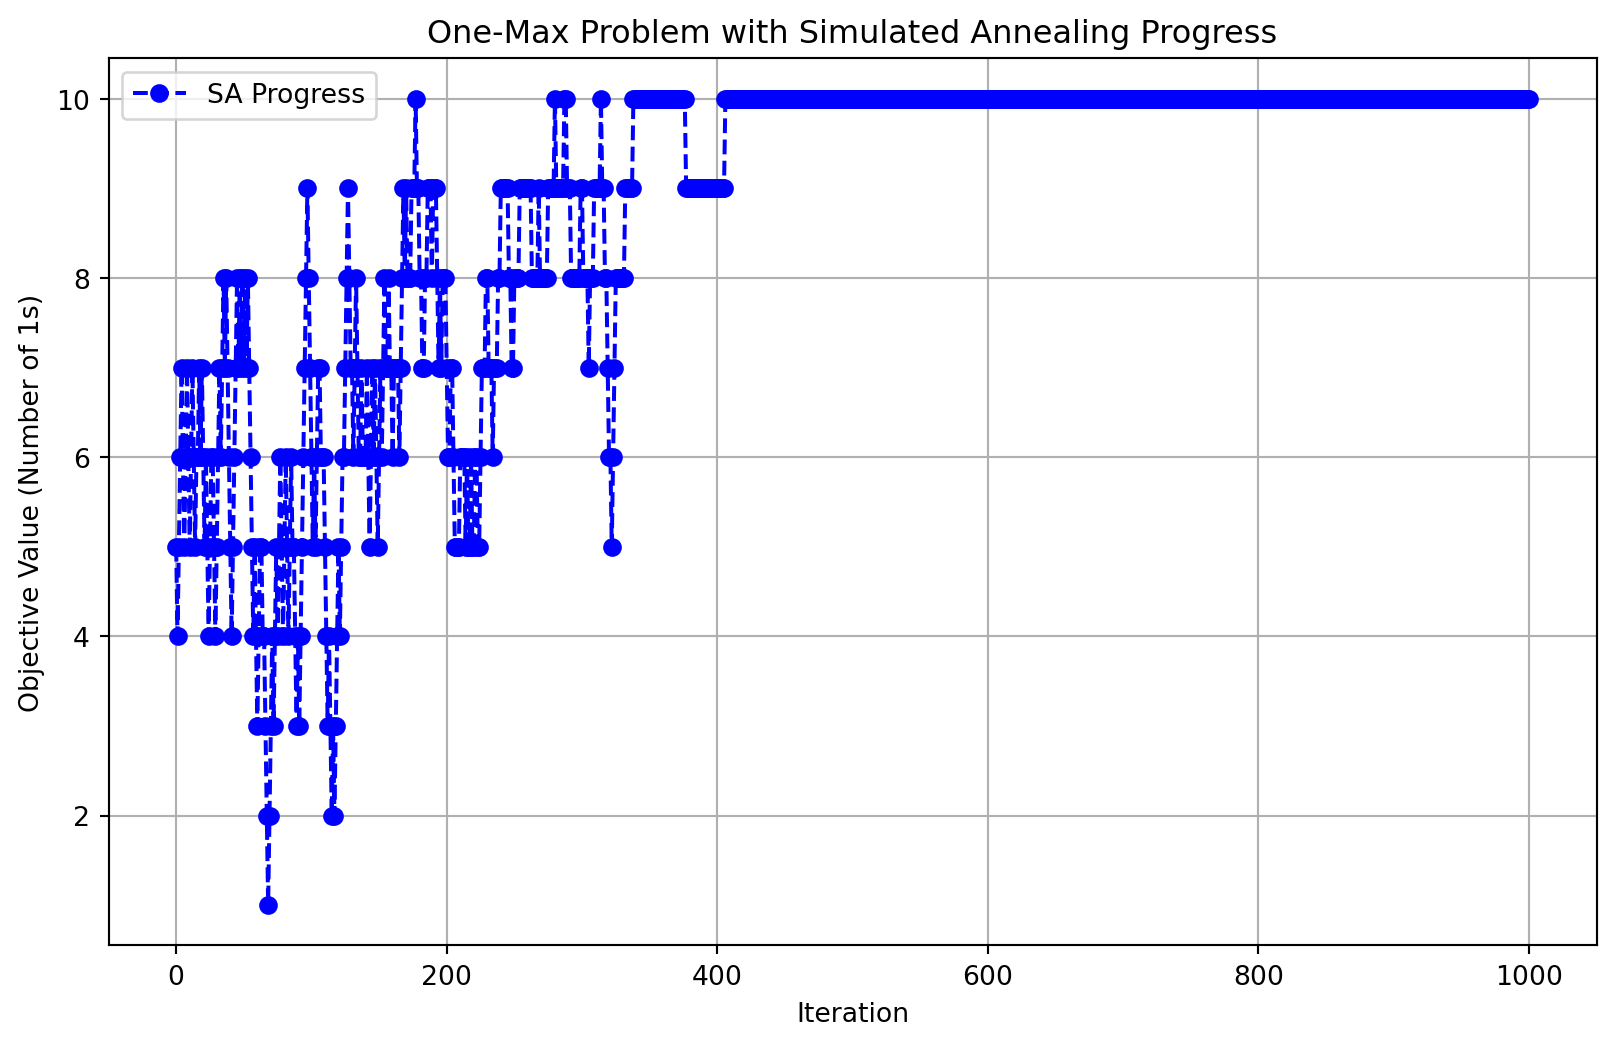 One-Max Problem with Simulated Annealing Progress
SA Progress
Objective Value (Number of 1s)
10
8
6
4
2
0 200 400 600 800 1000
Iteration